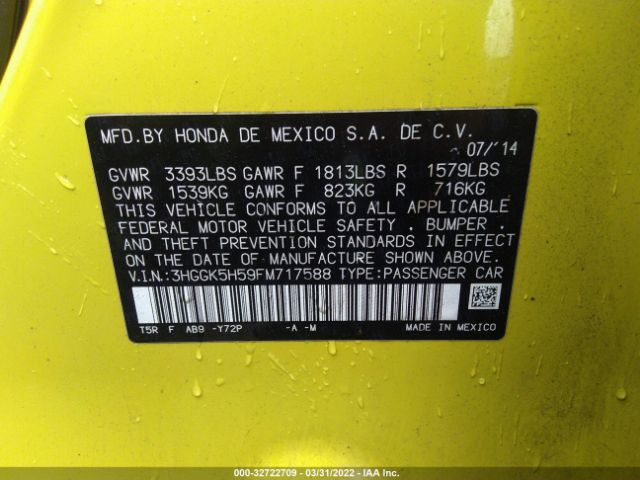 MFD.BY HONDA DE MEXICO S.A. DE C.V.
07/'14
GVWR 3393LBS GAWR F 1813LBS R 1579LBS
GVWR 1539KG GAWR F 823KG R 716KG
THIS VEHICLE CONFORMS TO ALL APPLICABLE
FEDERAL MOTOR VEHICLE SAFETY . BUMPER .
AND THEFT PREVENTION STANDARDS IN EFFECT
ON THE DATE OF MANUFACTURE SHOWN ABOVE.
V.I.N.:3HGGK5H59FM717588 TYPE:PASSENGER CAR
T5R F AB9 -Y72P -A -M MADE IN MEXICO
000-32722709 - 03/31/2022 - IAA Inc.